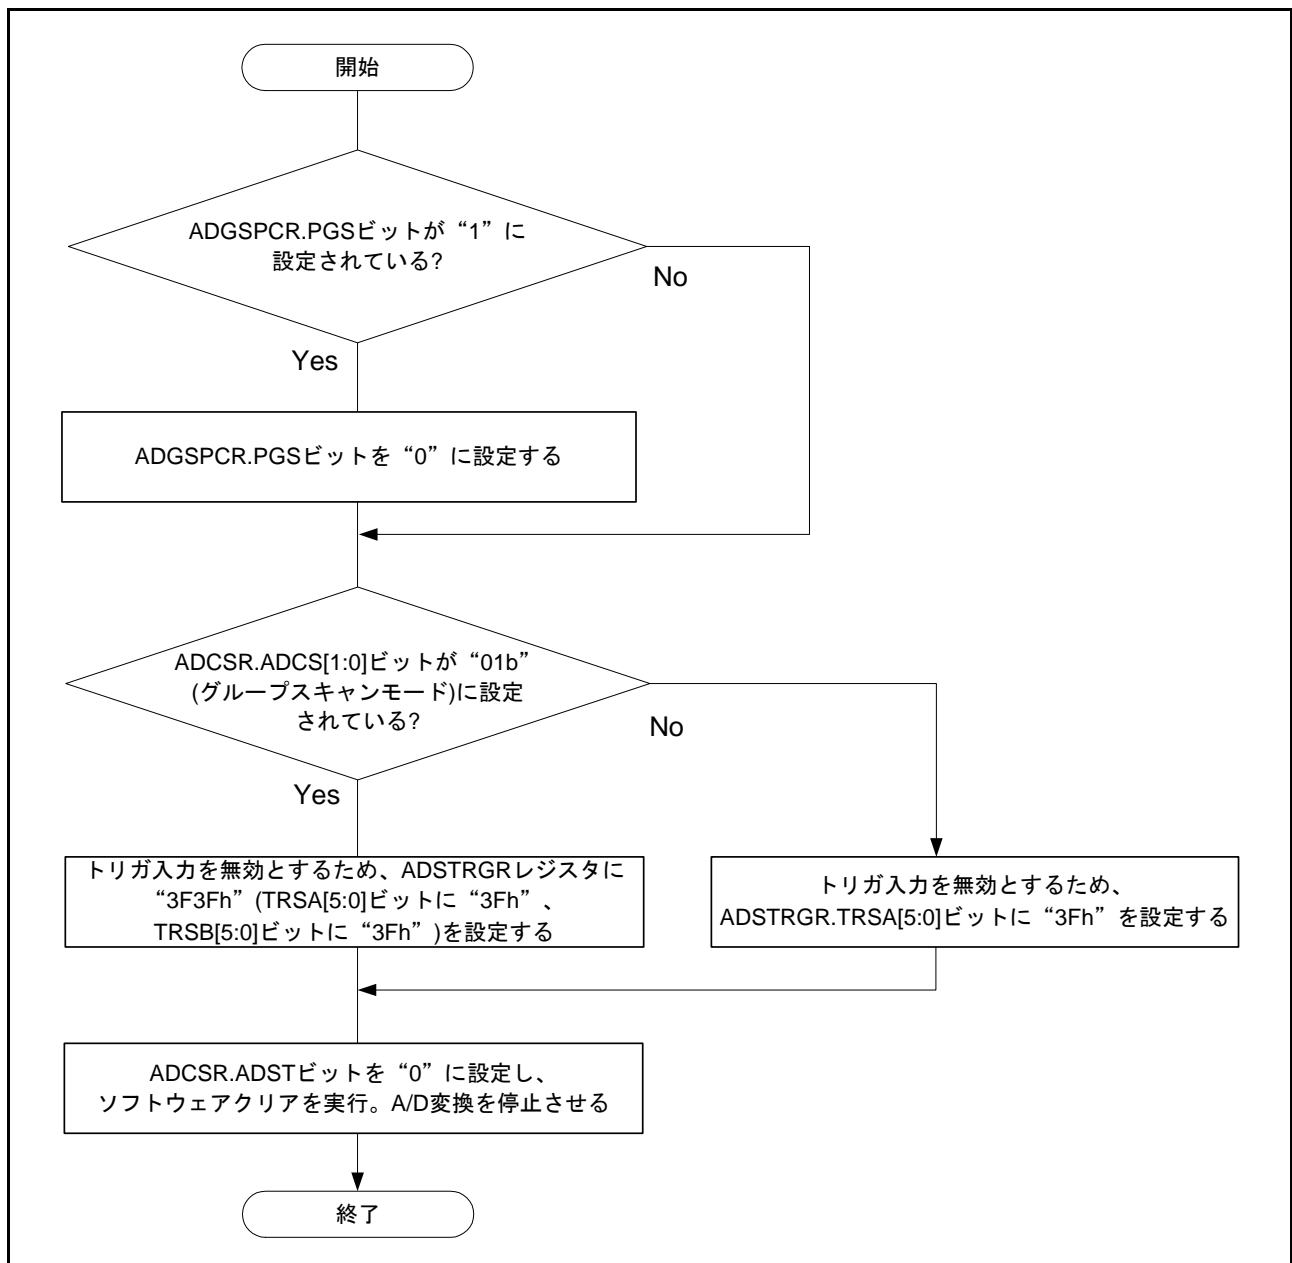 開始
ADGSPCR.PGSビットが“1”に
設定されている?
No
Yes
ADGSPCR.PGSビットを“0”に設定する
ADCSR.ADCS[1:0]ビットが“01b”
(グループスキャンモード)に設定
されている?
No
Yes
トリガ入力を無効とするため、ADSTRGRレジスタに
“3F3Fh”(TRSA[5:0]ビットに“3Fh”、
TRSB[5:0]ビットに“3Fh”)を設定する
トリガ入力を無効とするため、
ADSTRGR.TRSA[5:0]ビットに“3Fh”を設定する
ADCSR.ADSTビットを“0”に設定し、
ソフトウェアクリアを実行。A/D変換を停止させる
終了